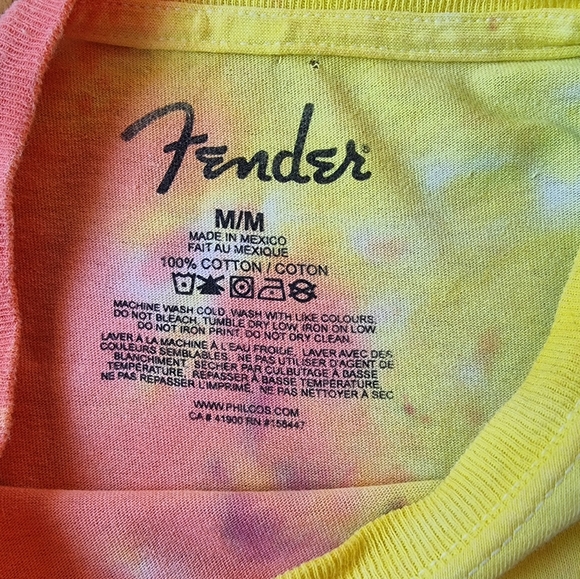 Fender
M/M
MADE IN MEXICO
FAIT AU MEXIQUE
100% COTTON / COTON
MACHINE WASH COLD, WASH WITH LIKE COLOURS.
DO NOT BLEACH, TUMBLE DRY LOW, IRON ON LOW
DO NOT IRON PRINT, DO NOT DRY CLEAN.
LAVER À LA MACHINE À L'EAU FROIDE, LAVER AVEC DES
COULEURS SEMBLABLES. NE PAS UTILISER D'AGENT DE
BLANCHIMENT, SÉCHER PAR CULBUTAGE À BASSE
TEMPÉRATURE, REPASSER À BASSE TEMPÉRATURE,
NE PAS REPASSER L'IMPRIMÉ. NE PAS NETTOYER À SEC
WWW.PHILCOS.COM
CA# 41900 RN #158447